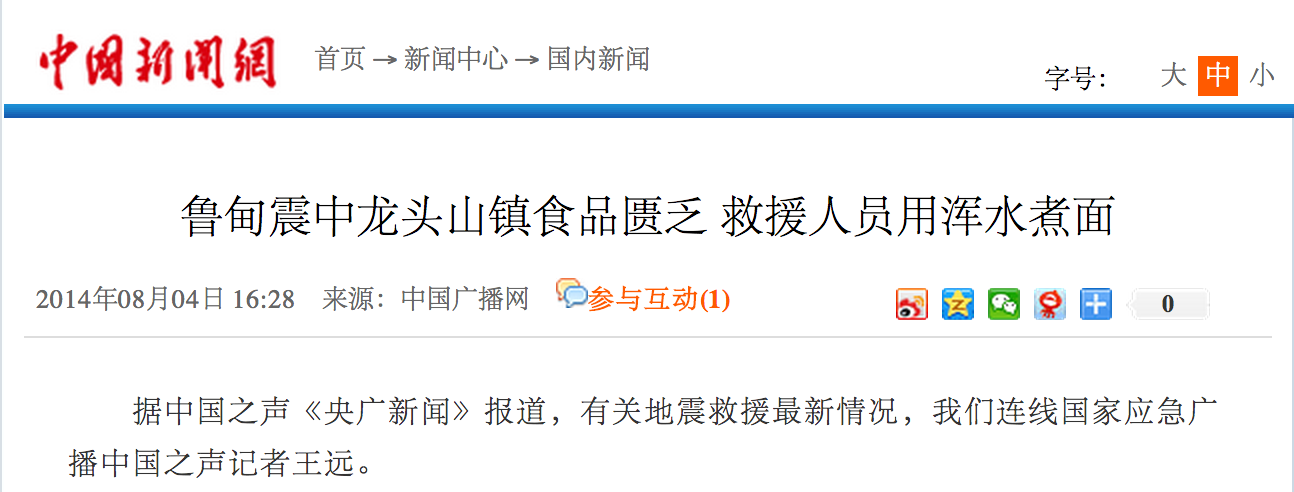 中国新闻網
首页→新闻中心→国内新闻
字号： 大 中 小
鲁甸震中龙头山镇食品匮乏 救援人员用浑水煮面
2014年08月04日 16:28 来源：中国广播网 参与互动(1) 0
据中国之声《央广新闻》报道，有关地震救援最新情况，我们连线国家应急广
播中国之声记者王远。